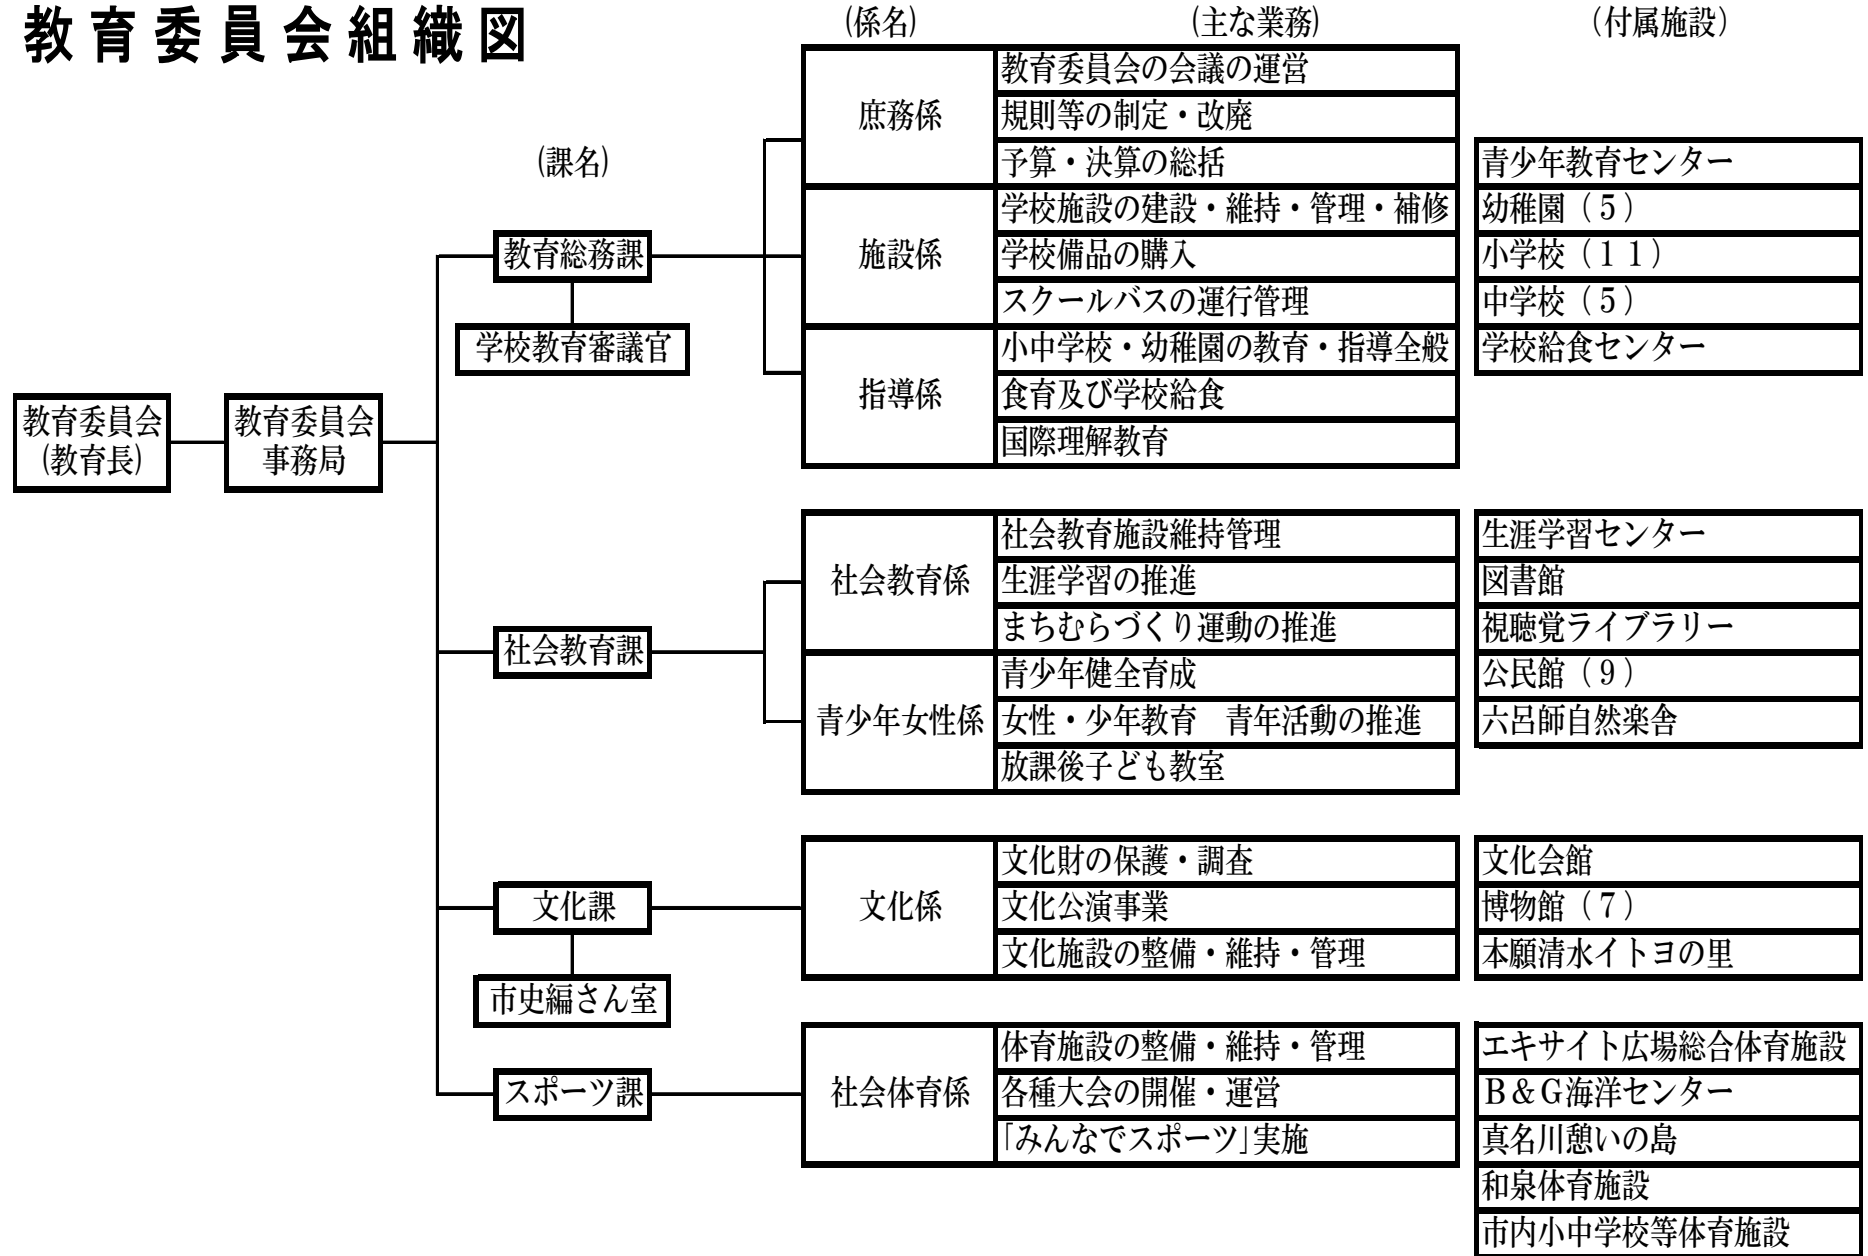 教育委員会組織図
(係名)
(主な業務)
(付属施設)
(課名)
教育委員会
(教育長)
教育委員会
事務局
教育総務課
学校教育審議官
庶務係
教育委員会の会議の運営
規則等の制定・改廃
予算・決算の総括
施設係
学校施設の建設・維持・管理・補修
学校備品の購入
スクールバスの運行管理
指導係
小中学校・幼稚園の教育・指導全般
食育及び学校給食
国際理解教育
青少年教育センター
幼稚園(5)
小学校(11)
中学校(5)
学校給食センター
社会教育課
社会教育係
社会教育施設維持管理
生涯学習の推進
まちむらづくり運動の推進
青少年女性係
青少年健全育成
女性・少年教育 青年活動の推進
放課後子ども教室
生涯学習センター
図書館
視聴覚ライブラリー
公民館(9)
六呂師自然楽舎
文化課
市史編さん室
文化係
文化財の保護・調査
文化公演事業
文化施設の整備・維持・管理
文化会館
博物館(7)
本願清水イトヨの里
スポーツ課
社会体育係
体育施設の整備・維持・管理
各種大会の開催・運営
「みんなでスポーツ」実施
エキサイト広場総合体育施設
B&G海洋センター
真名川憩いの島
和泉体育施設
市内小中学校等体育施設